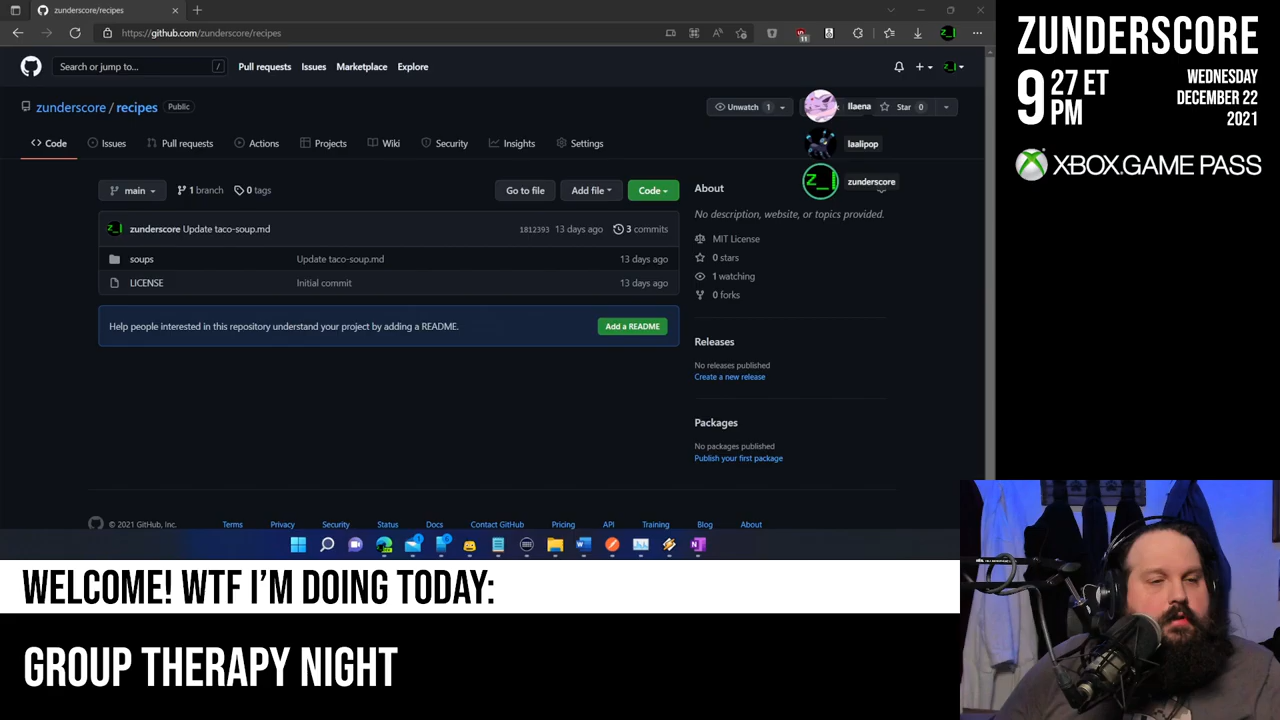 zunderscore/recipes
https://github.com/zunderscore/recipes
11
Search or jump to...
/
Pull requests
Issues
Marketplace
Explore
zunderscore / recipes
Public
Unwatch
1
llaena
Star
0
Code
Issues
Pull requests
Actions
Projects
Wiki
Security
Insights
Settings
laalipop
zunderscore
main
1 branch
0 tags
Go to file
Add file
Code
zunderscore Update taco-soup.md
1812393 13 days ago
3 commits
soups
Update taco-soup.md
13 days ago
LICENSE
Initial commit
13 days ago
Help people interested in this repository understand your project by adding a README.
Add a README
About
No description, website, or topics provided.
MIT License
0 stars
1 watching
0 forks
Releases
No releases published
Create a new release
Packages
No packages published
Publish your first package
© 2021 GitHub, Inc.
Terms
Privacy
Security
Status
Docs
Contact GitHub
Pricing
API
Training
Blog
About
ZUNDERSCORE
9 27 ET
PM
WEDNESDAY
DECEMBER 22
2021
XBOX GAME PASS
WELCOME! WTF I'M DOING TODAY:
GROUP THERAPY NIGHT